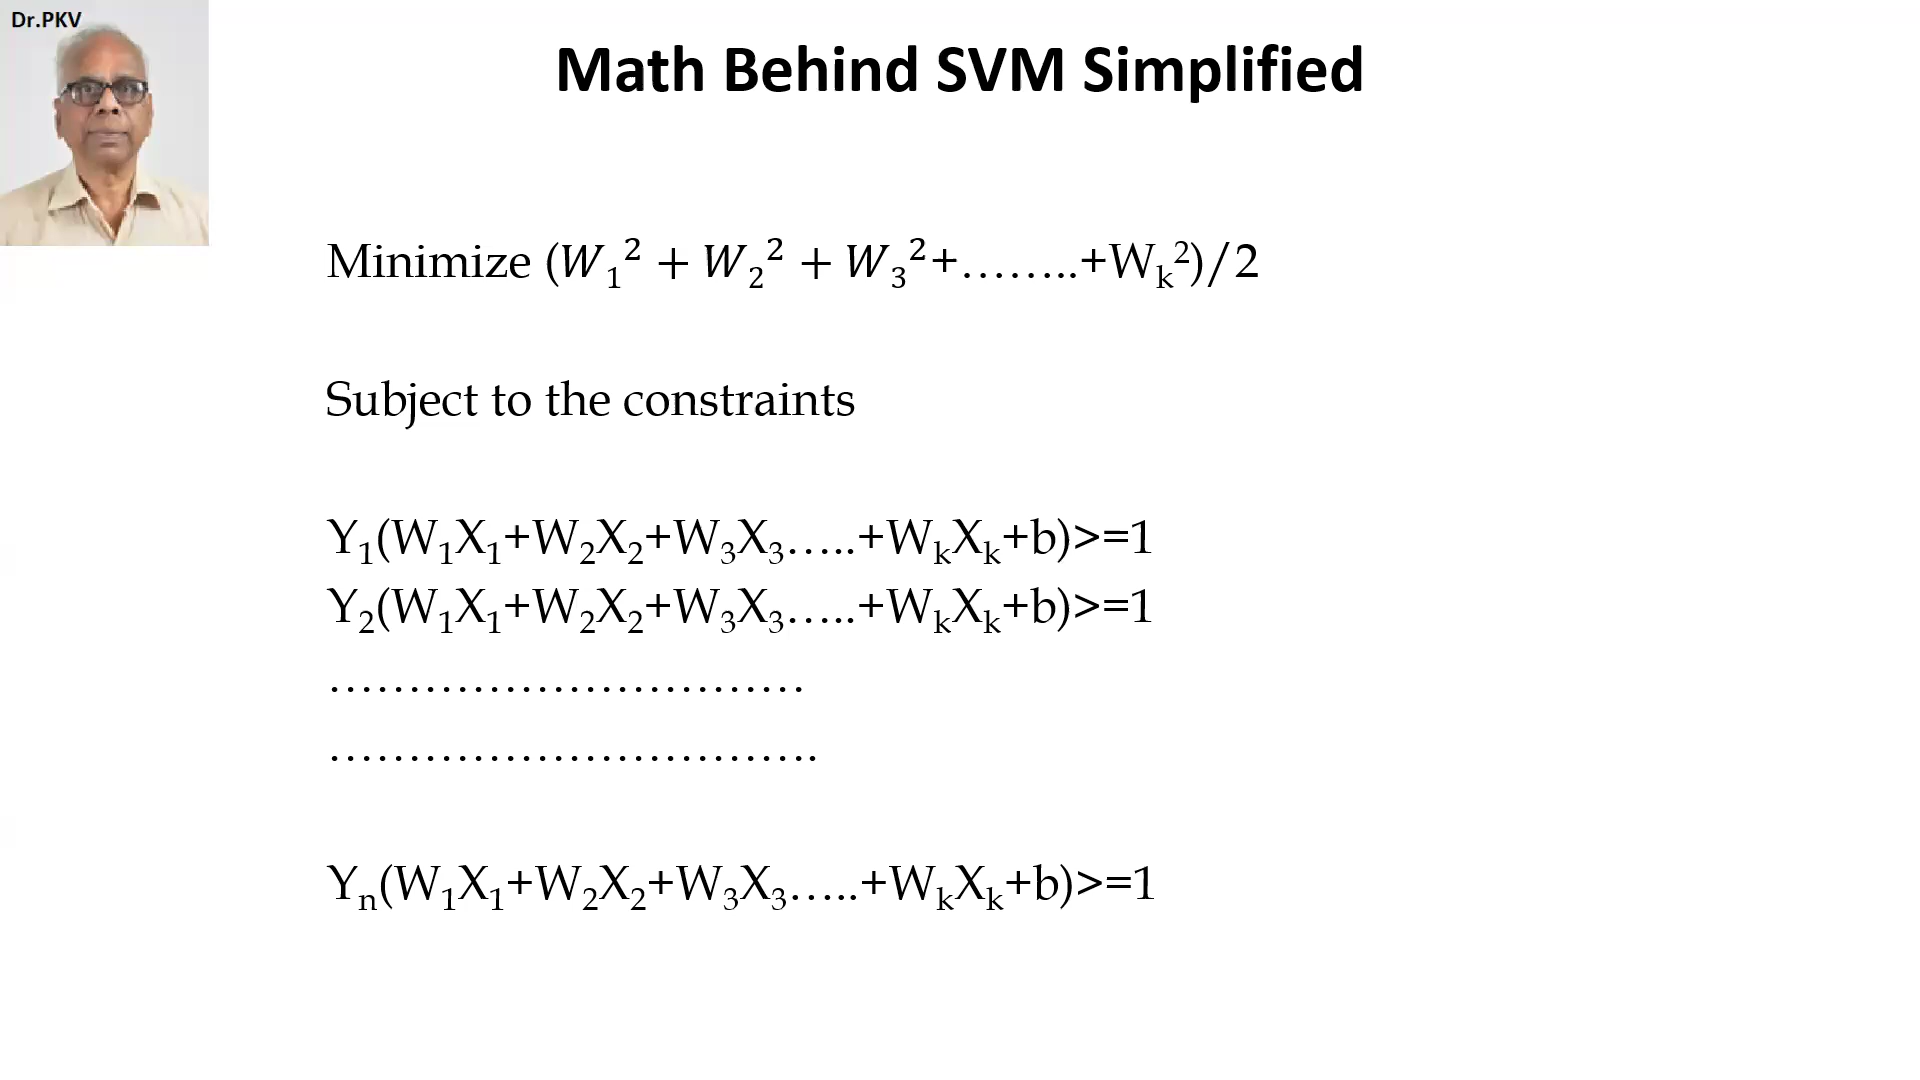 Dr.PKV
Math Behind SVM Simplified
Minimize (𝑊₁² + 𝑊₂² + 𝑊₃²+……..+Wₖ²)/2
Subject to the constraints
Y₁(W₁X₁+W₂X₂+W₃X₃…..+WₖXₖ+b)>=1
Y₂(W₁X₁+W₂X₂+W₃X₃…..+WₖXₖ+b)>=1
…………………………
………………………….
Yₙ(W₁X₁+W₂X₂+W₃X₃…..+WₖXₖ+b)>=1